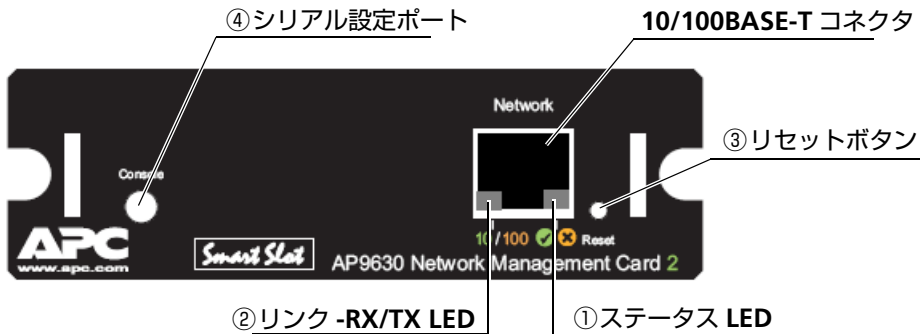 ④シリアル設定ポート
10/100BASE-T コネクタ
Network
③リセットボタン
Console
10/100 Reset
APC
www.apc.com
Smart Slot
AP9630 Network Management Card 2
②リンク -RX/TX LED
①ステータス LED